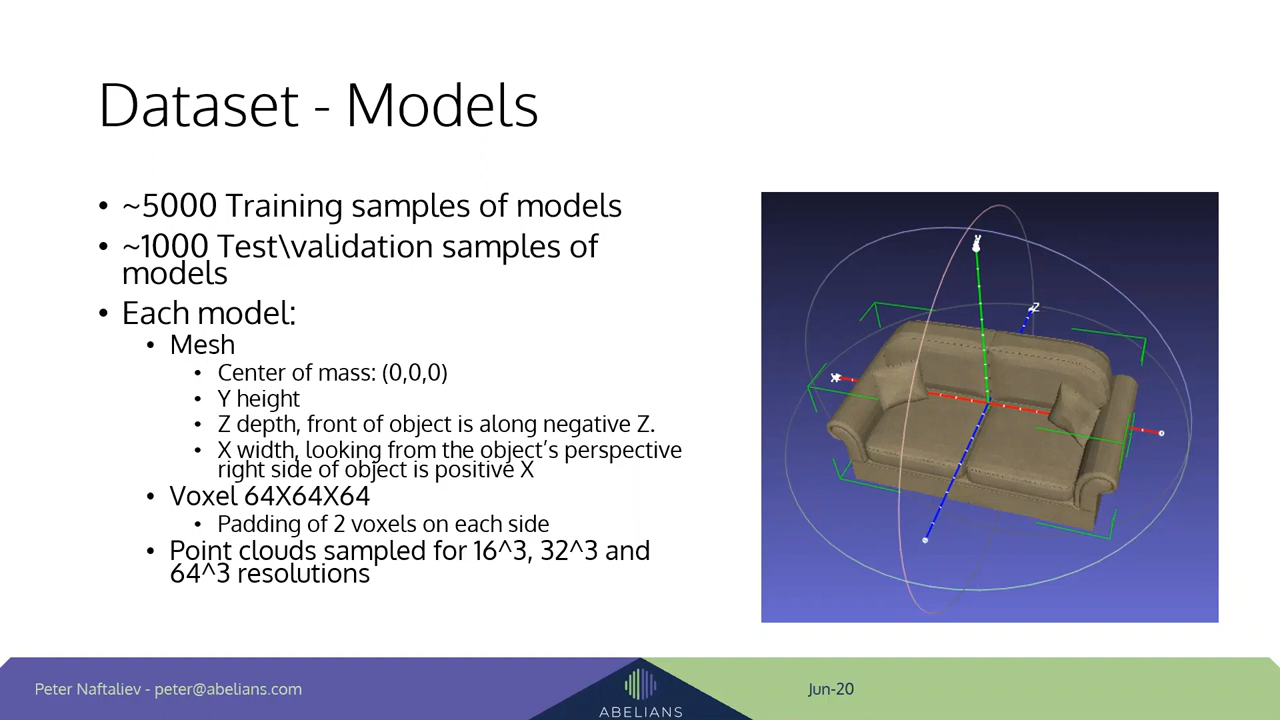 Dataset - Models
• ~5000 Training samples of models
• ~1000 Test\validation samples of
models
• Each model:
• Mesh
• Center of mass: (0,0,0)
• Y height
• Z depth, front of object is along negative Z.
• X width, looking from the object's perspective
right side of object is positive X
• Voxel 64X64X64
• Padding of 2 voxels on each side
• Point clouds sampled for 16^3, 32^3 and
64^3 resolutions
Y
Z
X
Peter Naftaliev - peter@abelians.com
ABELIANS
Jun-20